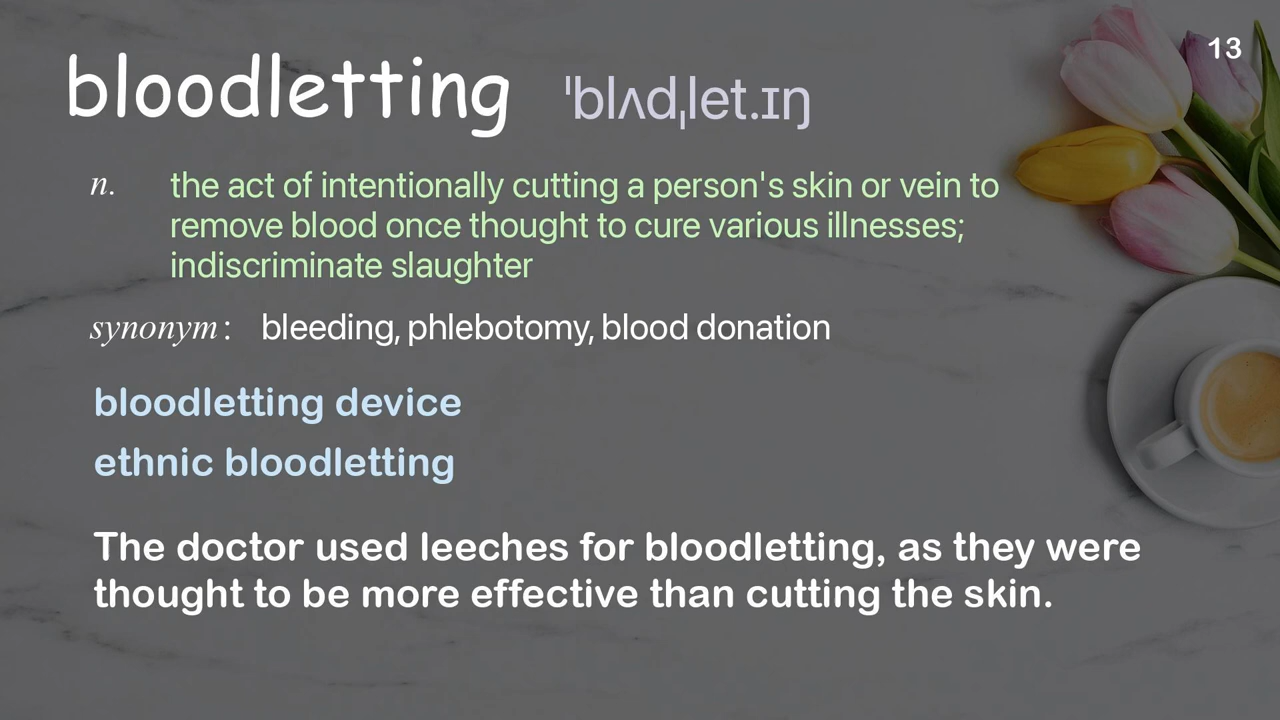 13
bloodletting ˈblʌdˌlet.ɪŋ
n. the act of intentionally cutting a person's skin or vein to
remove blood once thought to cure various illnesses;
indiscriminate slaughter
synonym: bleeding, phlebotomy, blood donation
bloodletting device
ethnic bloodletting
The doctor used leeches for bloodletting, as they were
thought to be more effective than cutting the skin.